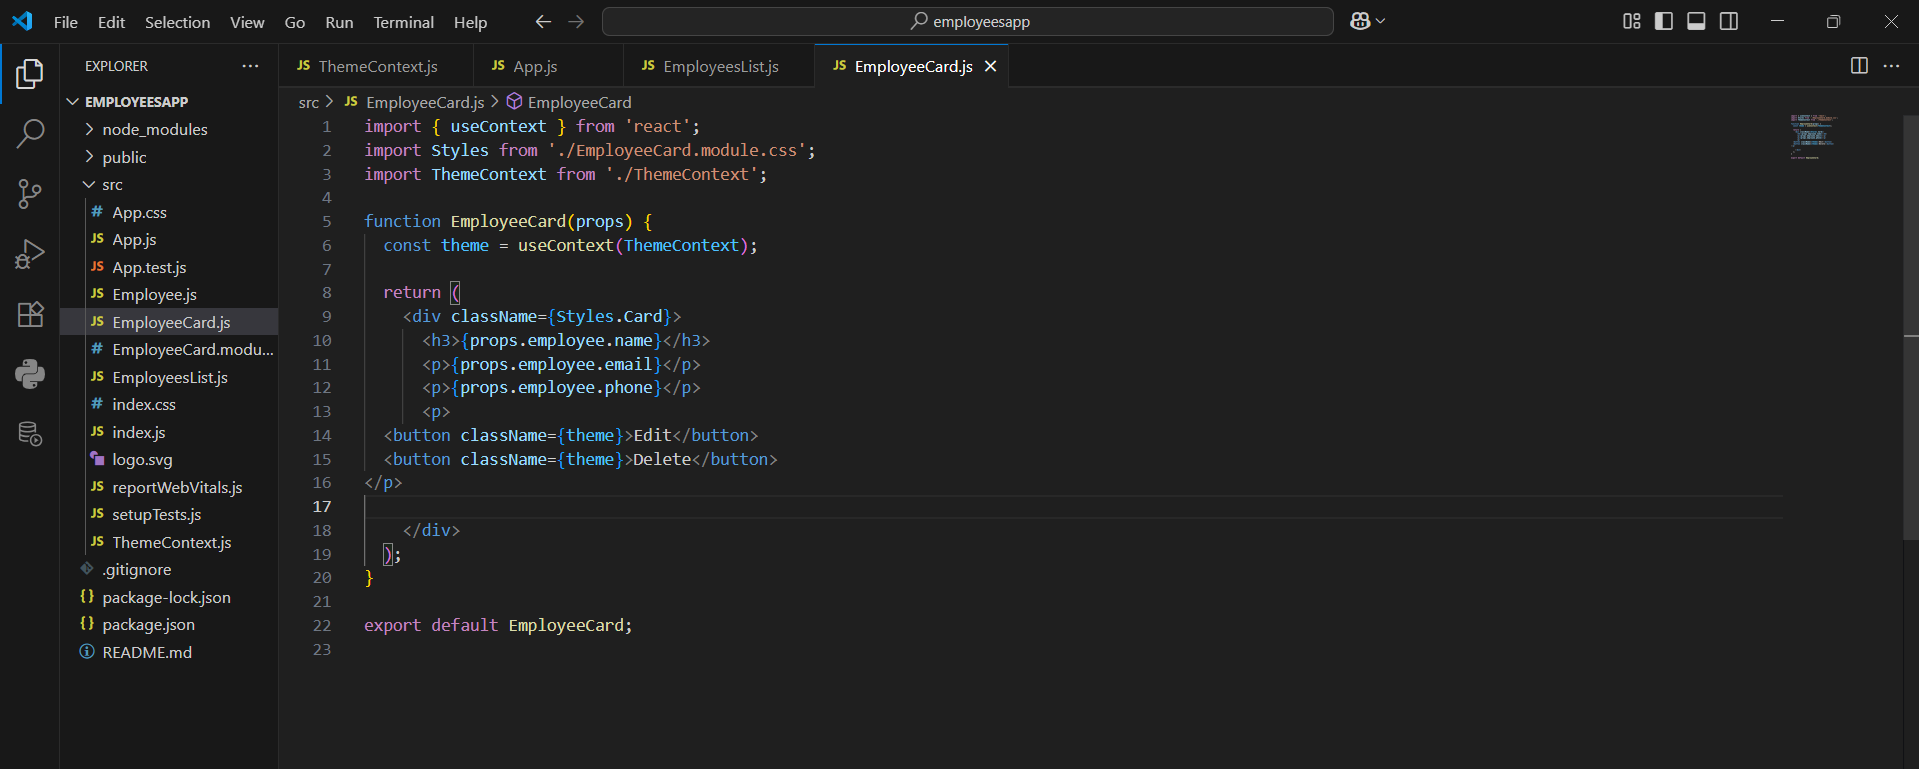 File Edit Selection View Go Run Terminal Help employeesapp
EXPLORER
EMPLOYEESAPP
node_modules
public
src
App.css
App.js
App.test.js
Employee.js
EmployeeCard.js
EmployeeCard.modu...
EmployeesList.js
index.css
index.js
logo.svg
reportWebVitals.js
setupTests.js
ThemeContext.js
.gitignore
package-lock.json
package.json
README.md
JS ThemeContext.js JS App.js JS EmployeesList.js JS EmployeeCard.js
src > JS EmployeeCard.js > EmployeeCard
1 import { useContext } from 'react';
2 import Styles from './EmployeeCard.module.css';
3 import ThemeContext from './ThemeContext';
4
5 function EmployeeCard(props) {
6 const theme = useContext(ThemeContext);
7
8 return (
9 <div className={Styles.Card}>
10 <h3>{props.employee.name}</h3>
11 <p>{props.employee.email}</p>
12 <p>{props.employee.phone}</p>
13 <p>
14 <button className={theme}>Edit</button>
15 <button className={theme}>Delete</button>
16 </p>
17
18 </div>
19 );
20 }
21
22 export default EmployeeCard;
23